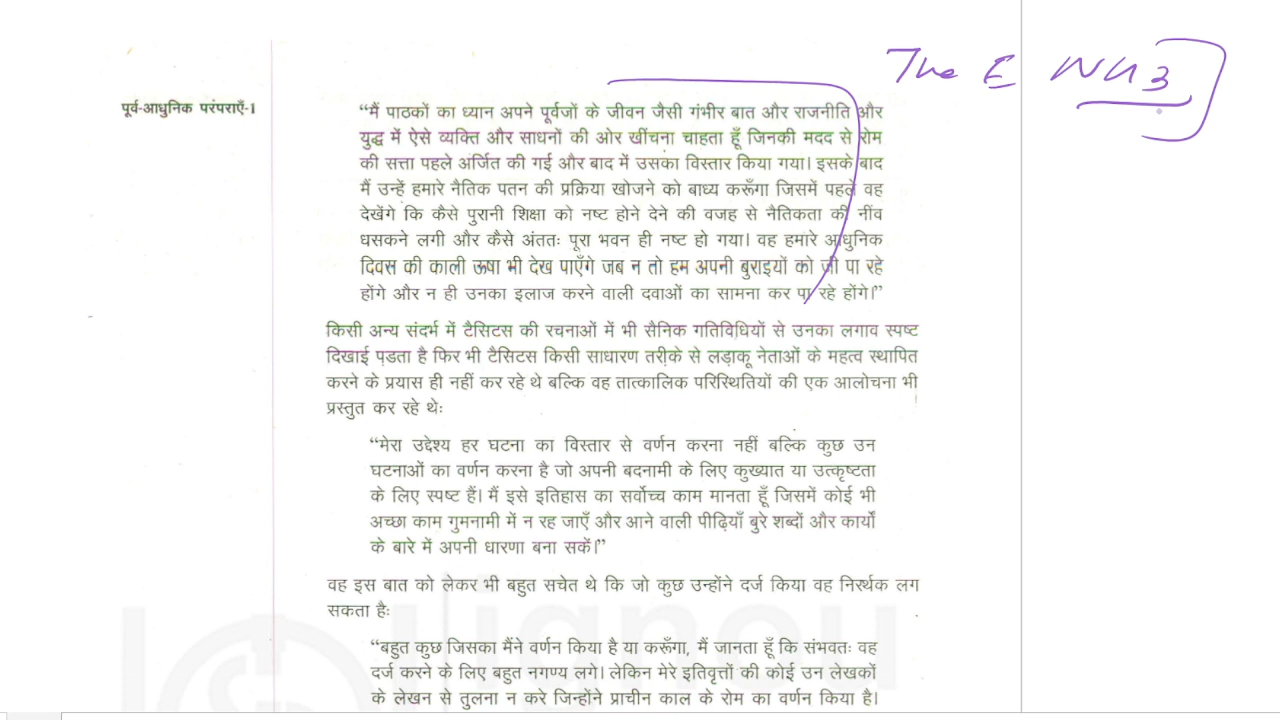 The E NU3
पूर्व-आधुनिक परंपराएँ-1
“मैं पाठकों का ध्यान अपने पूर्वजों के जीवन जैसी गंभीर बात और राजनीति और
युद्ध में ऐसे व्यक्ति और साधनों की ओर खींचना चाहता हूँ जिनकी मदद से रोम
की सत्ता पहले अर्जित की गई और बाद में उसका विस्तार किया गया। इसके बाद
मैं उन्हें हमारे नैतिक पतन की प्रक्रिया खोजने को बाध्य करूँगा जिसमें पहले वह
देखेंगे कि कैसे पुरानी शिक्षा को नष्ट होने देने की वजह से नैतिकता की नींव
धसकने लगी और कैसे अंततः पूरा भवन ही नष्ट हो गया। वह हमारे आधुनिक
दिवस की काली ऊषा भी देख पाएँगे जब न तो हम अपनी बुराइयों को जी पा रहे
होंगे और न ही उनका इलाज करने वाली दवाओं का सामना कर पा रहे होंगे।”
किसी अन्य संदर्भ में टैसिटस की रचनाओं में भी सैनिक गतिविधियों से उनका लगाव स्पष्ट
दिखाई पडता है फिर भी टैसिटस किसी साधारण तरीके से लड़ाकू नेताओं के महत्व स्थापित
करने के प्रयास ही नहीं कर रहे थे बल्कि वह तात्कालिक परिस्थितियों की एक आलोचना भी
प्रस्तुत कर रहे थेः
“मेरा उद्देश्य हर घटना का विस्तार से वर्णन करना नहीं बल्कि कुछ उन
घटनाओं का वर्णन करना है जो अपनी बदनामी के लिए कुख्यात या उत्कृष्टता
के लिए स्पष्ट हैं। मैं इसे इतिहास का सर्वोच्च काम मानता हूँ जिसमें कोई भी
अच्छा काम गुमनामी में न रह जाएँ और आने वाली पीढ़ियाँ बुरे शब्दों और कार्यों
के बारे में अपनी धारणा बना सकें।”
वह इस बात को लेकर भी बहुत सचेत थे कि जो कुछ उन्होंने दर्ज किया वह निरर्थक लग
सकता हैः
“बहुत कुछ जिसका मैंने वर्णन किया है या करूँगा, मैं जानता हूँ कि संभवतः वह
दर्ज करने के लिए बहुत नगण्य लगे। लेकिन मेरे इतिवृत्तों की कोई उन लेखकों
के लेखन से तुलना न करे जिन्होंने प्राचीन काल के रोम का वर्णन किया है।
ignou